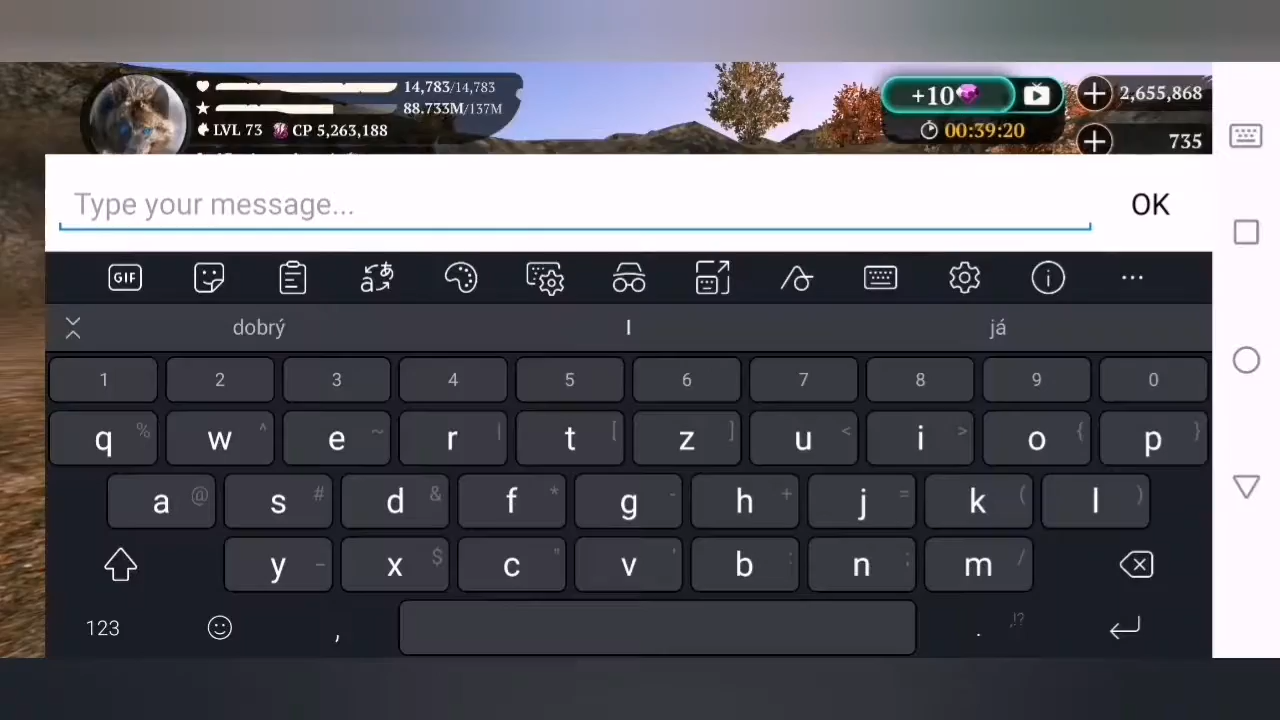 14,783/14,783
88.733M/137M
LVL 73 CP 5,263,188
+10
00:39:20
2,655,868
735
Type your message...
OK
GIF
dobrý I já
1 2 3 4 5 6 7 8 9 0
q % w ^ e ~ r | t [ z ] u < i > o { p }
a @ s # d & f * g - h + j = k ( l )
y _ x $ c " v ' b : n ; m /
123 , . ,!?